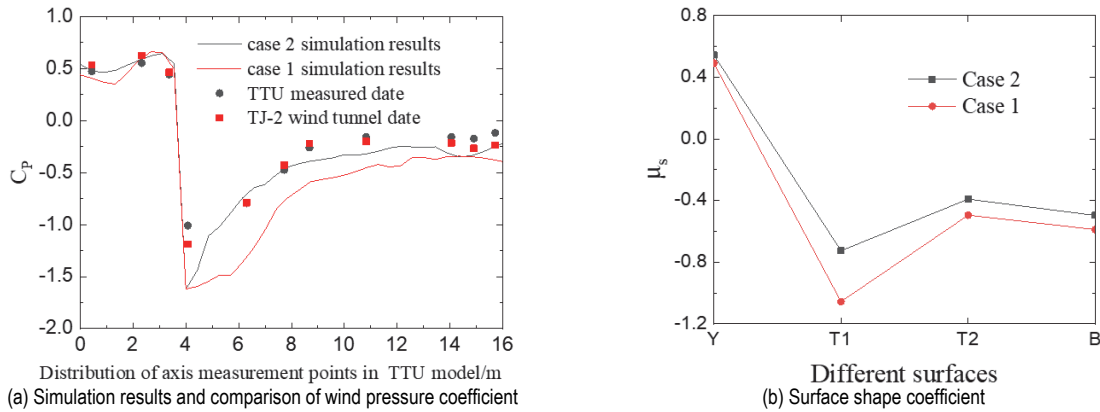 1.0
0.5
0.0
-0.5
-1.0
-1.5
-2.0
C_P
case 2 simulation results
case 1 simulation results
TTU measured date
TJ-2 wind tunnel date
0 2 4 6 8 10 12 14 16
Distribution of axis measurement points in TTU model/m
(a) Simulation results and comparison of wind pressure coefficient
0.8
0.4
0.0
-0.4
-0.8
-1.2
μ_s
Case 2
Case 1
Y T1 T2 B
Different surfaces
(b) Surface shape coefficient